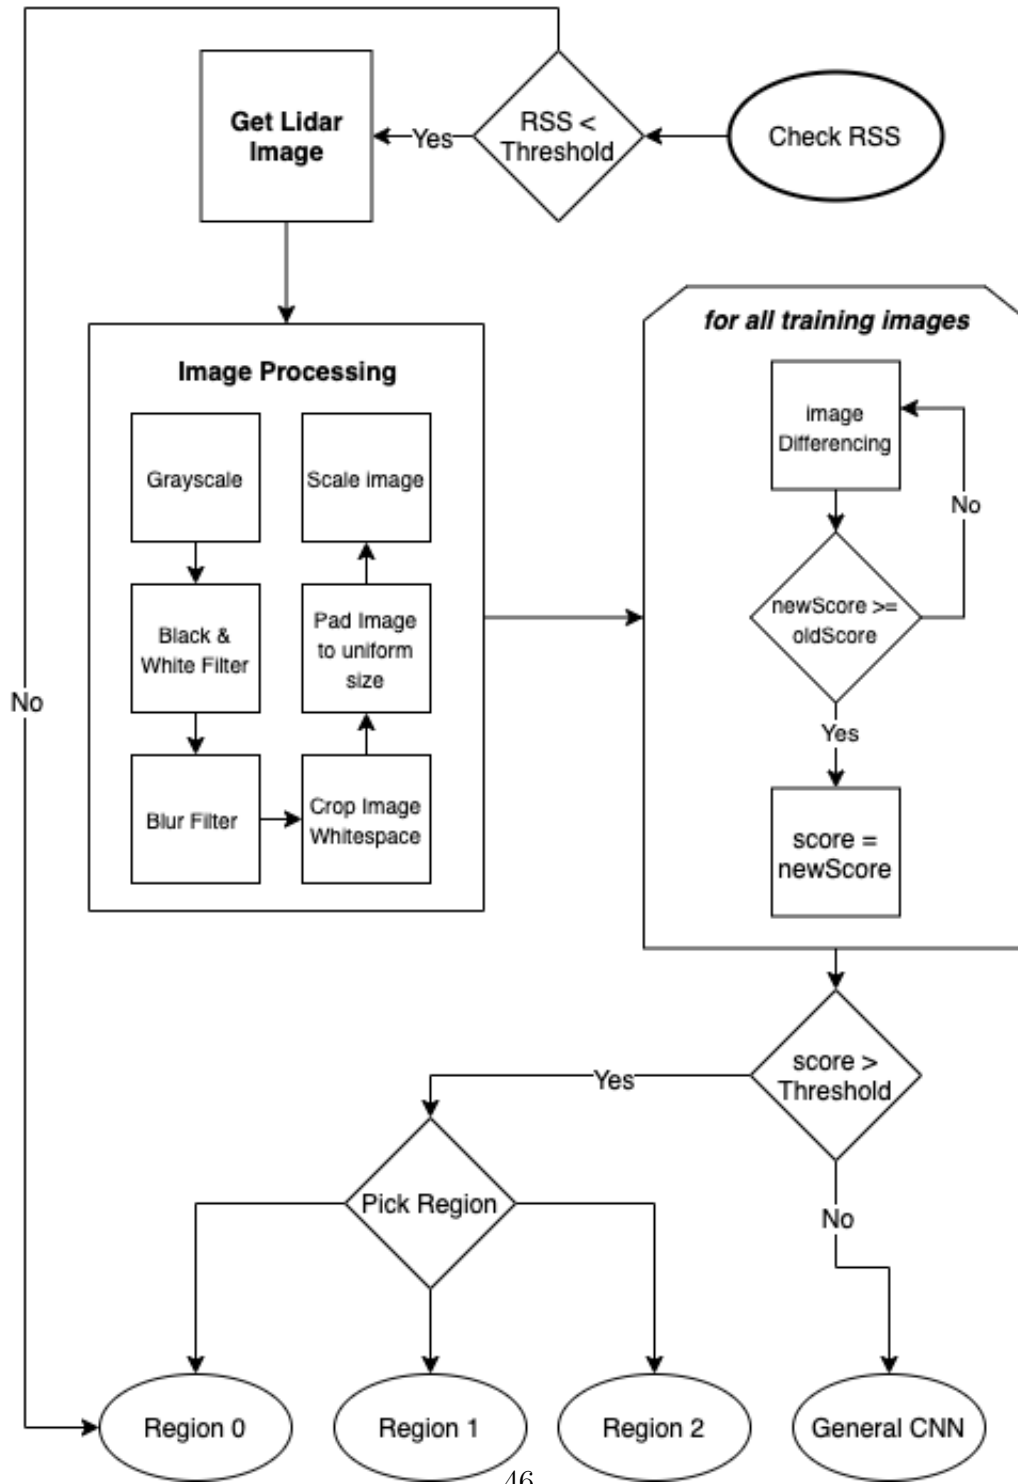 Check RSS
RSS <
Threshold
Yes
Get Lidar
Image
No
Image Processing
Grayscale
Black &
White Filter
Blur Filter
Crop Image
Whitespace
Pad Image
to uniform
size
Scale image
for all training images
image
Differencing
No
newScore >=
oldScore
Yes
score =
newScore
score >
Threshold
Yes
No
Pick Region
Region 0
Region 1
Region 2
General CNN
46